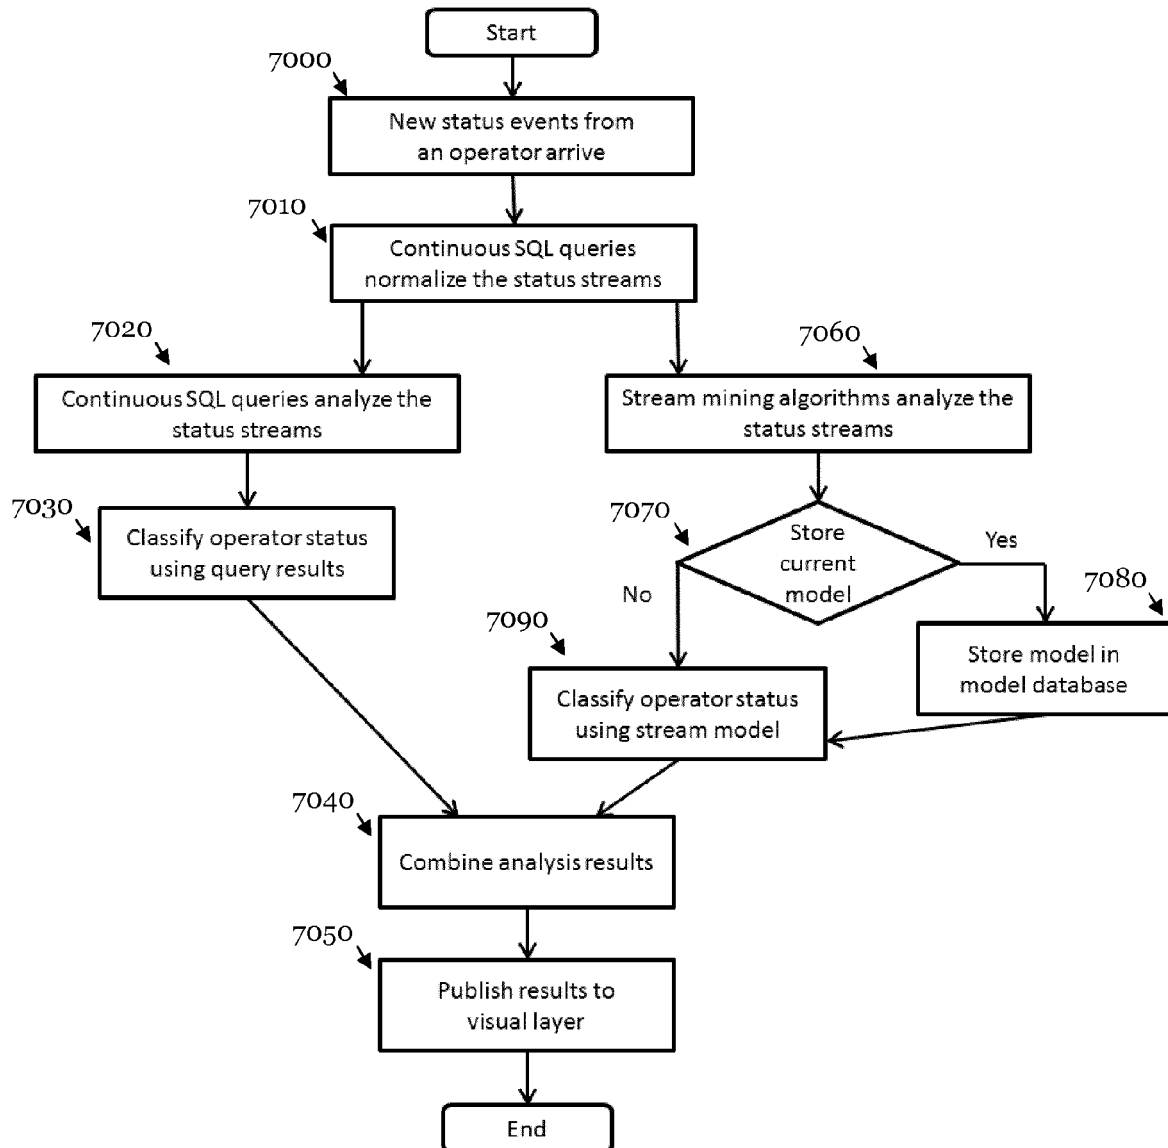 Start
7000
New status events from
an operator arrive
7010
Continuous SQL queries
normalize the status streams
7020
Continuous SQL queries analyze the
status streams
7060
Stream mining algorithms analyze the
status streams
7030
Classify operator status
using query results
7070
Store
current
model
Yes
No
7080
Store model in
model database
7090
Classify operator status
using stream model
7040
Combine analysis results
7050
Publish results to
visual layer
End